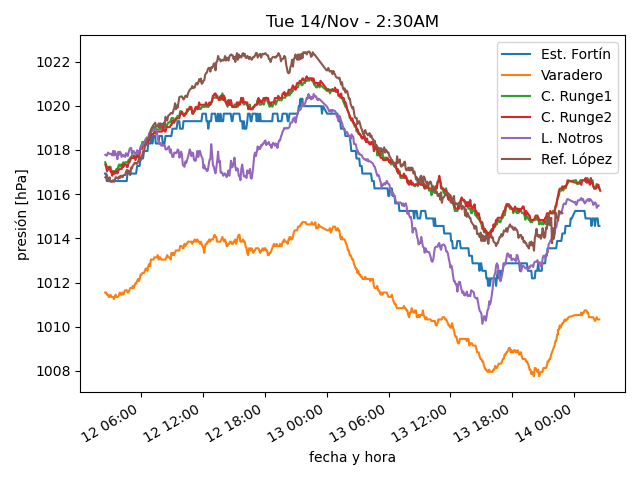 Tue 14/Nov - 2:30AM
presión [hPa]
1022
1020
1018
1016
1014
1012
1010
1008
Est. Fortín
Varadero
C. Runge1
C. Runge2
L. Notros
Ref. López
12 06:00
12 12:00
12 18:00
13 00:00
13 06:00
13 12:00
13 18:00
14 00:00
fecha y hora